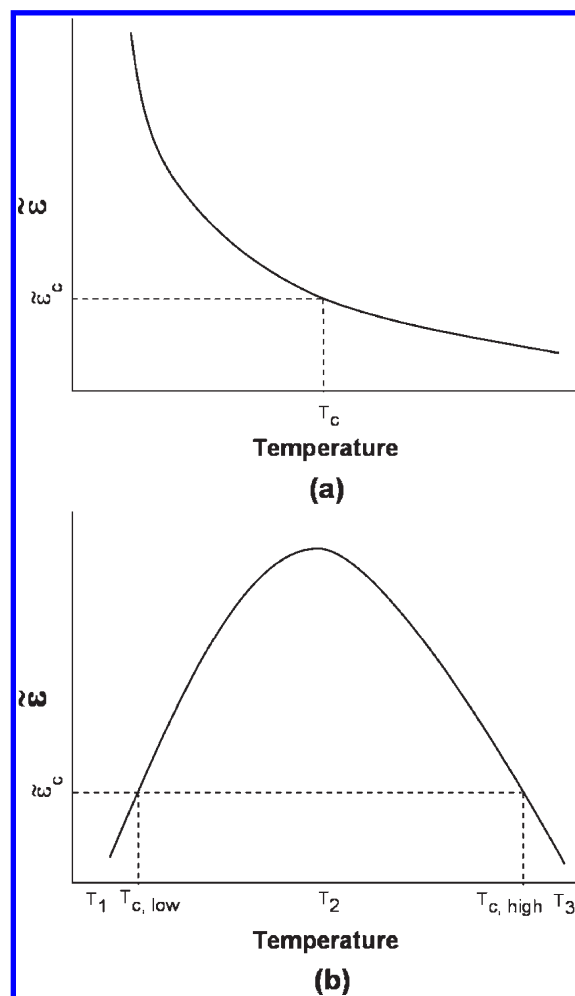 ε̃
ε̃c
Tc
Temperature
(a)
ε̃
ε̃c
T1 Tc, low T2 Tc, high T3
Temperature
(b)